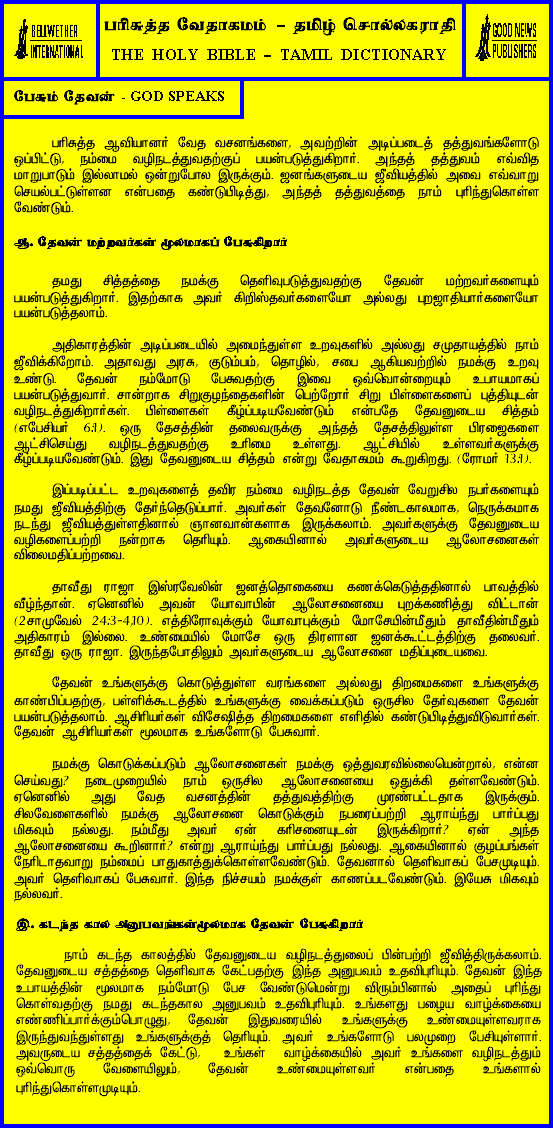 BELLWETHER
INTERNATIONAL
பரிசுத்த வேதாகமம் – தமிழ் சொல்லகராதி
THE HOLY BIBLE – TAMIL DICTIONARY
GOOD NEWS
PUBLISHERS
பேசும் தேவன் - GOD SPEAKS
பரிசுத்த ஆவியானர் வேத வசனங்களை, அவற்றின் அடிப்படைத் தத்துவங்களோடு
ஒப்பிட்டு, நம்மை வழிநடத்துவதற்குப் பயன்படுத்துகிறார். அந்தத் தத்துவம் எவ்வித
மாறுபாடும் இல்லாமல் ஒன்றுபோல இருக்கும். ஜனங்களுடைய ஜீவியத்தில் அவை எவ்வாறு
செயல்பட்டுள்ளன என்பதை கண்டுபிடித்து, அந்தத் தத்துவத்தை நாம் புரிந்துகொள்ள
வேண்டும்.
ஆ. தேவன் மற்றவர்கள் மூலமாகப் பேசுகிறார்
தமது சித்தத்தை நமக்கு தெளிவுபடுத்துவதற்கு தேவன் மற்றவர்களையும்
பயன்படுத்துகிறார். இதற்காக அவர் கிறிஸ்தவர்களையோ அல்லது புறஜாதியார்களையோ
பயன்படுத்தலாம்.
அதிகாரத்தின் அடிப்படையில் அமைந்துள்ள உறவுகளில் அல்லது சமுதாயத்தில் நாம்
ஜீவிக்கிறோம். அதாவது அரசு, குடும்பம், தொழில், சபை ஆகியவற்றில் நமக்கு உறவு
உண்டு. தேவன் நம்மோடு பேசுவதற்கு இவை ஒவ்வொன்றையும் உபாயமாகப்
பயன்படுத்துவார். சான்றாக சிறுகுழந்தைகளின் பெற்றோர் சிறு பிள்ளைகளைப் புத்தியுடன்
வழிநடத்துகிறார்கள். பிள்ளைகள் கீழ்ப்படியவேண்டும் என்பதே தேவனுடைய சித்தம்
(எபேசியர் 6:1). ஒரு தேசத்தின் தலைவருக்கு அந்தத் தேசத்திலுள்ள பிரஜைகளை
ஆட்சிசெய்து வழிநடத்துவதற்கு உரிமை உள்ளது. ஆட்சியில் உள்ளவர்களுக்கு
கீழ்ப்படியவேண்டும். இது தேவனுடைய சித்தம் என்று வேதாகமம் கூறுகிறது. (ரோமர் 13:1).
இப்படிப்பட்ட உறவுகளைத் தவிர நம்மை வழிநடத்த தேவன் வேறுசில நபர்களையும்
நமது ஜீவியத்திற்கு தேர்ந்தெடுப்பார். அவர்கள் தேவனோடு நீண்டகாலமாக, நெருக்கமாக
நடந்து ஜீவியத்துள்ளதினால் ஞானவான்களாக இருக்கலாம். அவர்களுக்கு தேவனுடைய
வழிகளைப்பற்றி நன்றாக தெரியும். ஆகையினால் அவர்களுடைய ஆலோசனைகள்
விலைமதிப்பற்றவை.
தாவீது ராஜா இஸ்ரவேலின் ஜனத்தொகையை கணக்கெடுத்ததினால் பாவத்தில்
வீழ்ந்தான். ஏனெனில் அவன் யோவாபின் ஆலோசனையை புறக்கணித்து விட்டான்
(2சாமுவேல் 24:3-4,10). எத்திரோவுக்கும் யோவாபுக்கும் மோசேயின்மீதும் தாவீதின்மீதும்
அதிகாரம் இல்லை. உண்மையில் மோசே ஒரு திரளான ஜனக்கூட்டத்திற்கு தலைவர்.
தாவீது ஒரு ராஜா. இருந்தபோதிலும் அவர்களுடைய ஆலோசனை மதிப்புடையவை.
தேவன் உங்களுக்கு கொடுத்துள்ள வரங்களை அல்லது திறமைகளை உங்களுக்கு
காண்பிப்பதற்கு, பள்ளிக்கூடத்தில் உங்களுக்கு வைக்கப்படும் ஒருசில தேர்வுகளை தேவன்
பயன்படுத்தலாம். ஆசிரியர்கள் விசேஷித்த திறமைகளை எளிதில் கண்டுபிடித்துவிடுவார்கள்.
தேவன் ஆசிரியர்கள் மூலமாக உங்களோடு பேசுவார்.
நமக்கு கொடுக்கப்படும் ஆலோசனைகள் நமக்கு ஒத்துவரவில்லையென்றால், என்ன
செய்வது? நடைமுறையில் நாம் ஒருசில ஆலோசனையை ஒதுக்கி தள்ளவேண்டும்.
ஏனெனில் அது வேத வசனத்தின் தத்துவத்திற்கு முரண்பட்டதாக இருக்கும்.
சிலவேளைகளில் நமக்கு ஆலோசனை கொடுக்கும் நபரைப்பற்றி ஆராய்ந்து பார்ப்பது
மிகவும் நல்லது. நம்மீது அவர் ஏன் கரிசனையுடன் இருக்கிறார்? ஏன் அந்த
ஆலோசனையை கூறினார்? என்று ஆராய்ந்து பார்ப்பது நல்லது. ஆகையினால் குழப்பங்கள்
நேரிடாதவாறு நம்மைப் பாதுகாத்துக்கொள்ளவேண்டும். தேவனால் தெளிவாகப் பேசமுடியும்.
அவர் தெளிவாகப் பேசுவார். இந்த நிச்சயம் நமக்குள் காணப்படவேண்டும். இயேசு மிகவும்
நல்லவர்.
இ. கடந்த கால அனுபவங்கள்மூலமாக தேவன் பேசுகிறார்
நாம் கடந்த காலத்தில் தேவனுடைய வழிநடத்துலைப் பின்பற்றி ஜீவித்திருக்கலாம்.
தேவனுடைய சத்தத்தை தெளிவாக கேட்பதற்கு இந்த அனுபவம் உதவிபுரியும். தேவன் இந்த
உபாயத்தின் மூலமாக நம்மோடு பேச வேண்டுமென்று விரும்பினால் அதைப் புரிந்து
கொள்வதற்கு நமது கடந்தகால அனுபவம் உதவிபுரியும். உங்களது பழைய வாழ்க்கையை
எண்ணிப்பார்க்கும்பொழுது, தேவன் இதுவரையில் உங்களுக்கு உண்மையுள்ளவராக
இருந்துவந்துள்ளது உங்களுக்குத் தெரியும். அவர் உங்களோடு பலமுறை பேசியுள்ளார்.
அவருடைய சத்தத்தைக் கேட்டு, உங்கள் வாழ்க்கையில் அவர் உங்களை வழிநடத்தும்
ஒவ்வொரு வேளையிலும், தேவன் உண்மையுள்ளவர் என்பதை உங்களால்
புரிந்துகொள்ளமுடியும்.